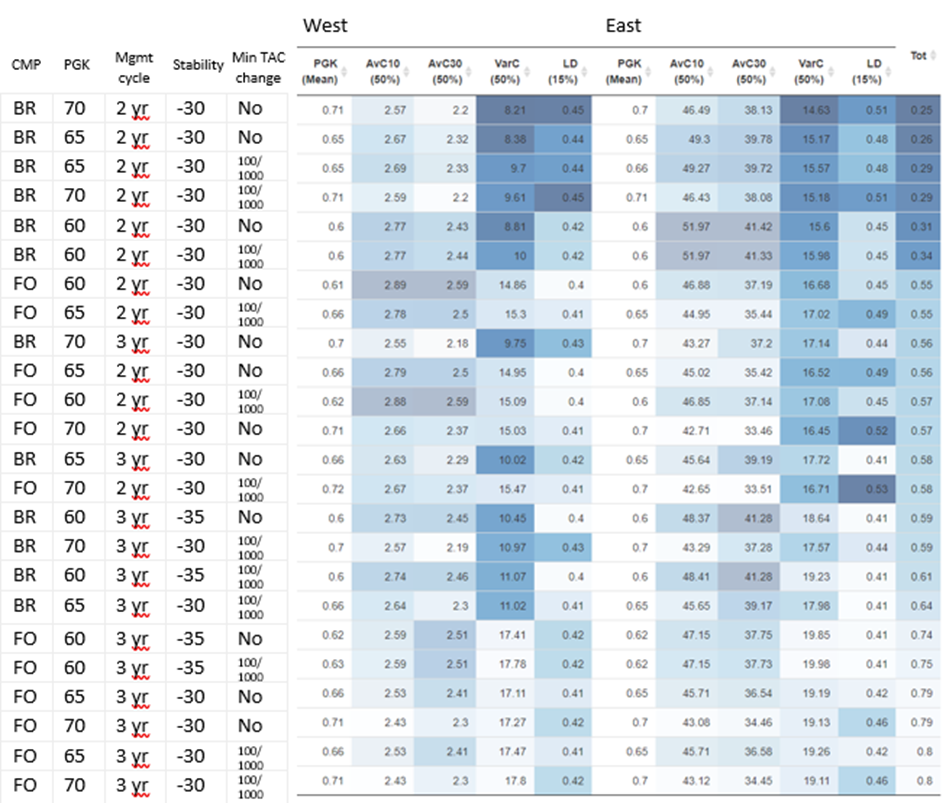 West East
CMP PGK Mgmt cycle Stability Min TAC change PGK (Mean) AvC10 (50%) AvC30 (50%) VarC (50%) LD (15%) PGK (Mean) AvC10 (50%) AvC30 (50%) VarC (50%) LD (15%) Tot
BR 70 2 yr -30 No 0.71 2.57 2.2 8.21 0.45 0.7 46.49 38.13 14.63 0.51 0.25
BR 65 2 yr -30 No 0.65 2.67 2.32 8.38 0.44 0.65 49.3 39.78 15.17 0.48 0.26
BR 65 2 yr -30 100/1000 0.65 2.69 2.33 9.7 0.44 0.66 49.27 39.72 15.57 0.48 0.29
BR 70 2 yr -30 100/1000 0.71 2.59 2.2 9.61 0.45 0.71 46.43 38.08 15.18 0.51 0.29
BR 60 2 yr -30 No 0.6 2.77 2.43 8.81 0.42 0.6 51.97 41.42 15.6 0.45 0.31
BR 60 2 yr -30 100/1000 0.6 2.77 2.44 10 0.42 0.6 51.97 41.33 15.98 0.45 0.34
FO 60 2 yr -30 No 0.61 2.89 2.59 14.86 0.4 0.6 46.88 37.19 16.68 0.45 0.55
FO 65 2 yr -30 100/1000 0.66 2.78 2.5 15.3 0.41 0.65 44.95 35.44 17.02 0.49 0.55
BR 70 3 yr -30 No 0.7 2.55 2.18 9.75 0.43 0.7 43.27 37.2 17.14 0.44 0.56
FO 65 2 yr -30 No 0.66 2.79 2.5 14.95 0.4 0.65 45.02 35.42 16.52 0.49 0.56
FO 60 2 yr -30 100/1000 0.62 2.88 2.59 15.09 0.4 0.6 46.85 37.14 17.08 0.45 0.57
FO 70 2 yr -30 No 0.71 2.66 2.37 15.03 0.41 0.7 42.71 33.46 16.45 0.52 0.57
BR 65 3 yr -30 No 0.66 2.63 2.29 10.02 0.42 0.65 45.64 39.19 17.72 0.41 0.58
FO 70 2 yr -30 100/1000 0.72 2.67 2.37 15.47 0.41 0.7 42.65 33.51 16.71 0.53 0.58
BR 60 3 yr -35 No 0.6 2.73 2.45 10.45 0.4 0.6 48.37 41.28 18.64 0.41 0.59
BR 70 3 yr -30 100/1000 0.7 2.57 2.19 10.97 0.43 0.7 43.29 37.28 17.57 0.44 0.59
BR 60 3 yr -35 100/1000 0.6 2.74 2.46 11.07 0.4 0.6 48.41 41.28 19.23 0.41 0.61
BR 65 3 yr -30 100/1000 0.66 2.64 2.3 11.02 0.41 0.65 45.65 39.17 17.98 0.41 0.64
FO 60 3 yr -35 No 0.62 2.59 2.51 17.41 0.42 0.62 47.15 37.75 19.85 0.41 0.74
FO 60 3 yr -35 100/1000 0.63 2.59 2.51 17.78 0.42 0.62 47.15 37.73 19.98 0.41 0.75
FO 65 3 yr -30 No 0.66 2.53 2.41 17.11 0.41 0.65 45.71 36.54 19.19 0.42 0.79
FO 70 3 yr -30 No 0.71 2.43 2.3 17.27 0.42 0.7 43.08 34.46 19.13 0.46 0.79
FO 65 3 yr -30 100/1000 0.66 2.53 2.41 17.47 0.41 0.65 45.71 36.58 19.26 0.42 0.8
FO 70 3 yr -30 100/1000 0.71 2.43 2.3 17.8 0.42 0.7 43.12 34.45 19.11 0.46 0.8